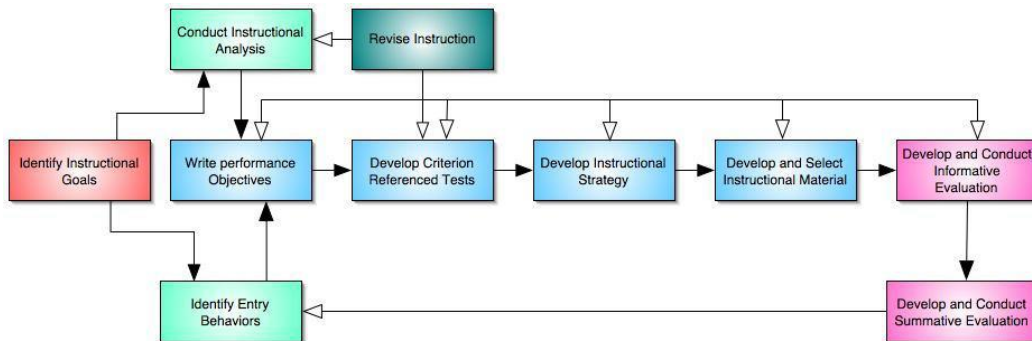 Conduct Instructional
Analysis
Revise Instruction
Identify Instructional
Goals
Write performance
Objectives
Develop Criterion
Referenced Tests
Develop Instructional
Strategy
Develop and Select
Instructional Material
Develop and Conduct
Informative
Evaluation
Identify Entry
Behaviors
Develop and Conduct
Summative Evaluation